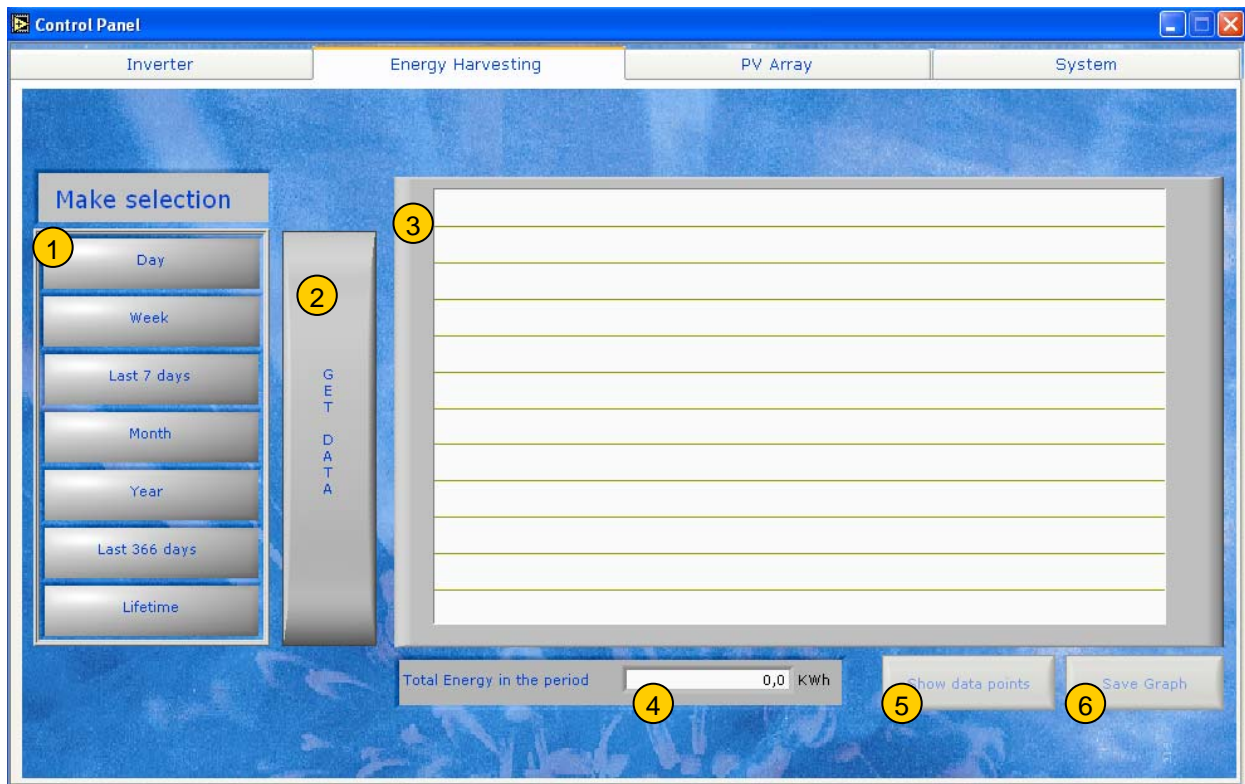 Control Panel
Inverter
Energy Harvesting
PV Array
System
Make selection
1
Day
Week
Last 7 days
Month
Year
Last 366 days
Lifetime
2
GET DATA
3
Total Energy in the period
0,0 KWh
4
Show data points
5
Save Graph
6